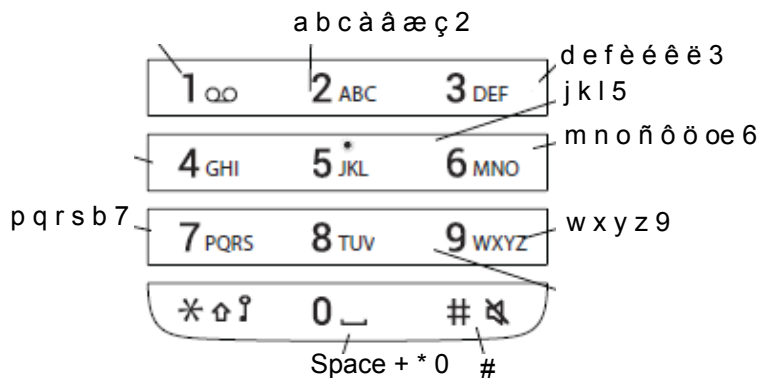 a b c à â æ ç 2
d e f è é ê ë 3
1 2 ABC 3 DEF
j k l 5
m n o ñ ô ö oe 6
4 GHI 5 JKL 6 MNO
p q r s b 7
w x y z 9
7 PQRS 8 TUV 9 WXYZ
* 0 #
Space + * 0
#